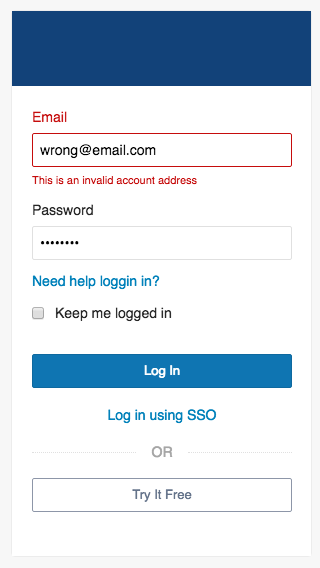 Email
wrong@email.com
This is an invalid account address
Password
••••••••
Need help loggin in?
Keep me logged in
Log In
Log in using SSO
OR
Try It Free